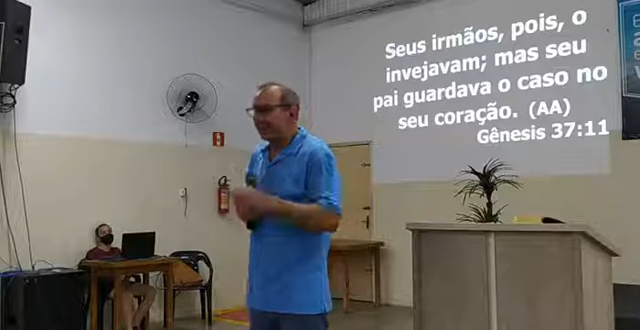 Seus irmãos, pois, o
invejavam; mas seu
pai guardava o caso no
seu coração. (AA)
Gênesis 37:11